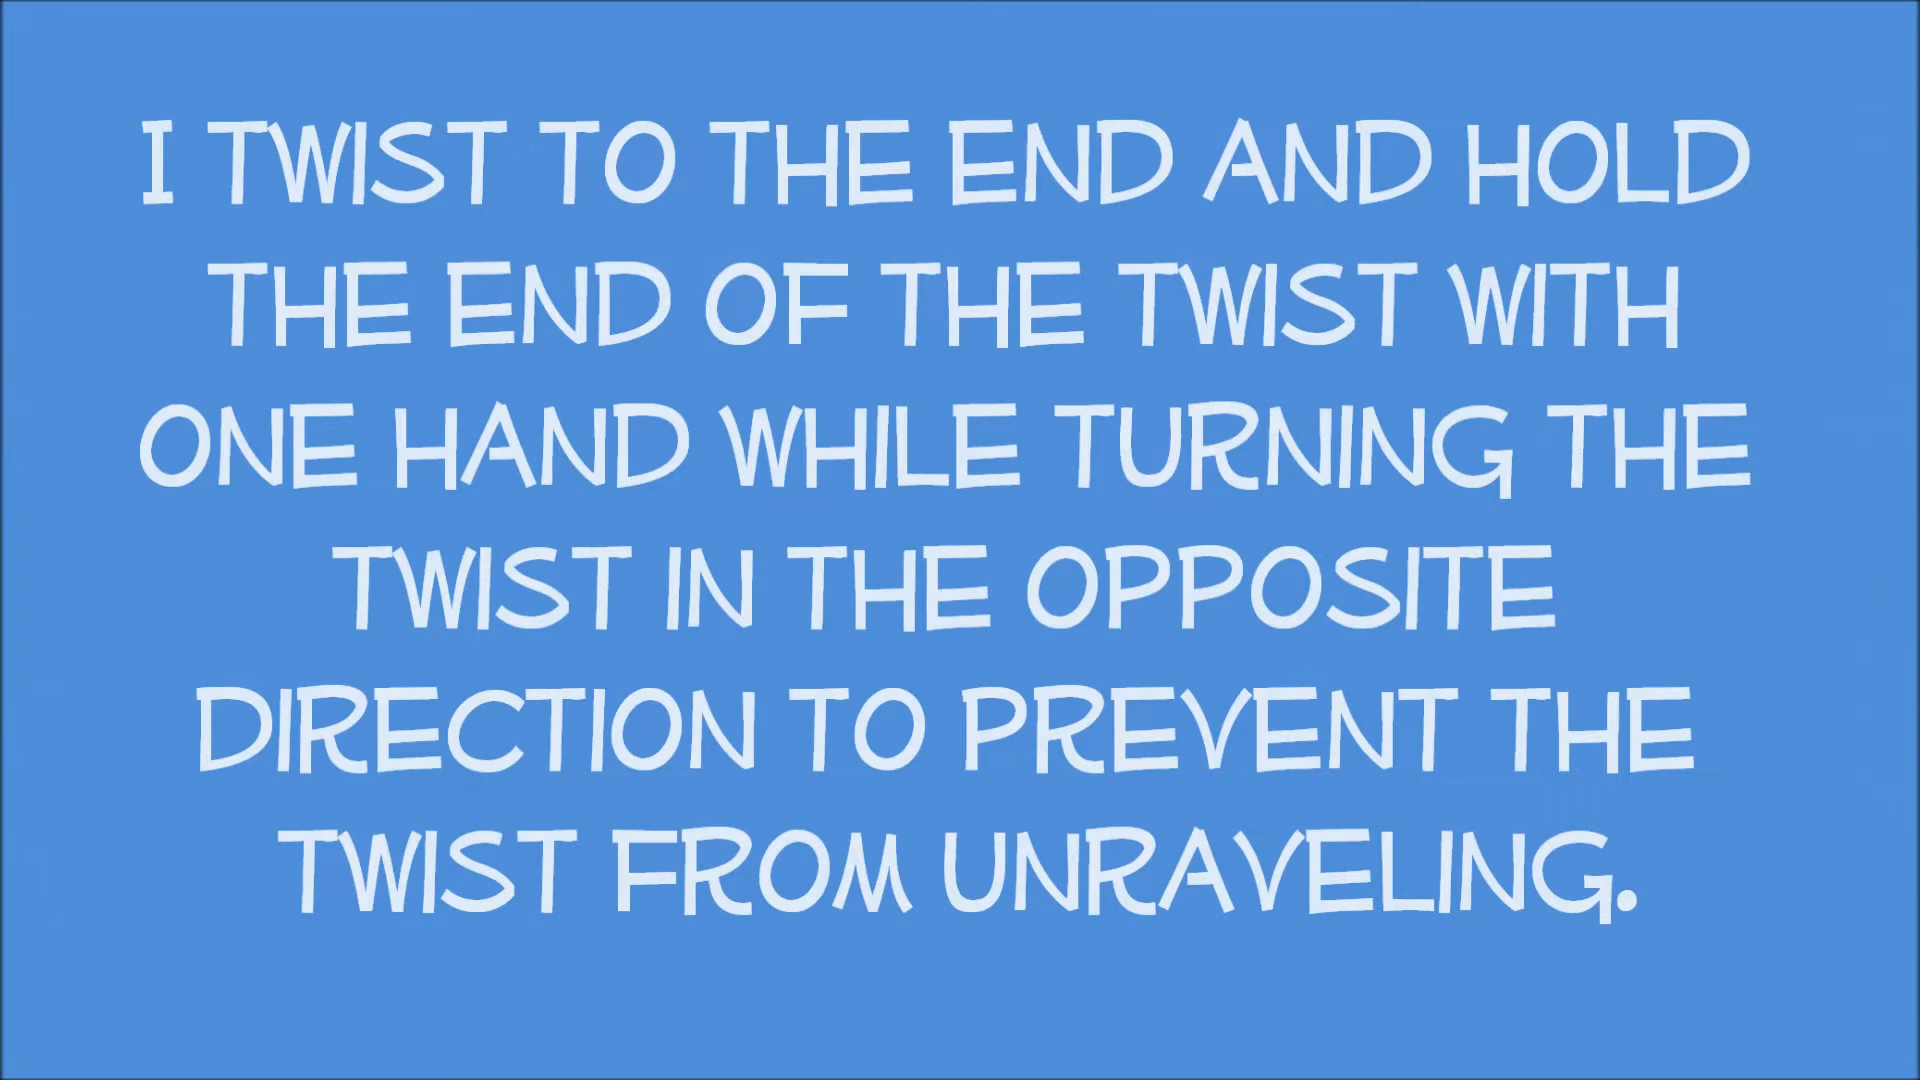 I TWIST TO THE END AND HOLD
THE END OF THE TWIST WITH
ONE HAND WHILE TURNING THE
TWIST IN THE OPPOSITE
DIRECTION TO PREVENT THE
TWIST FROM UNRAVELING.